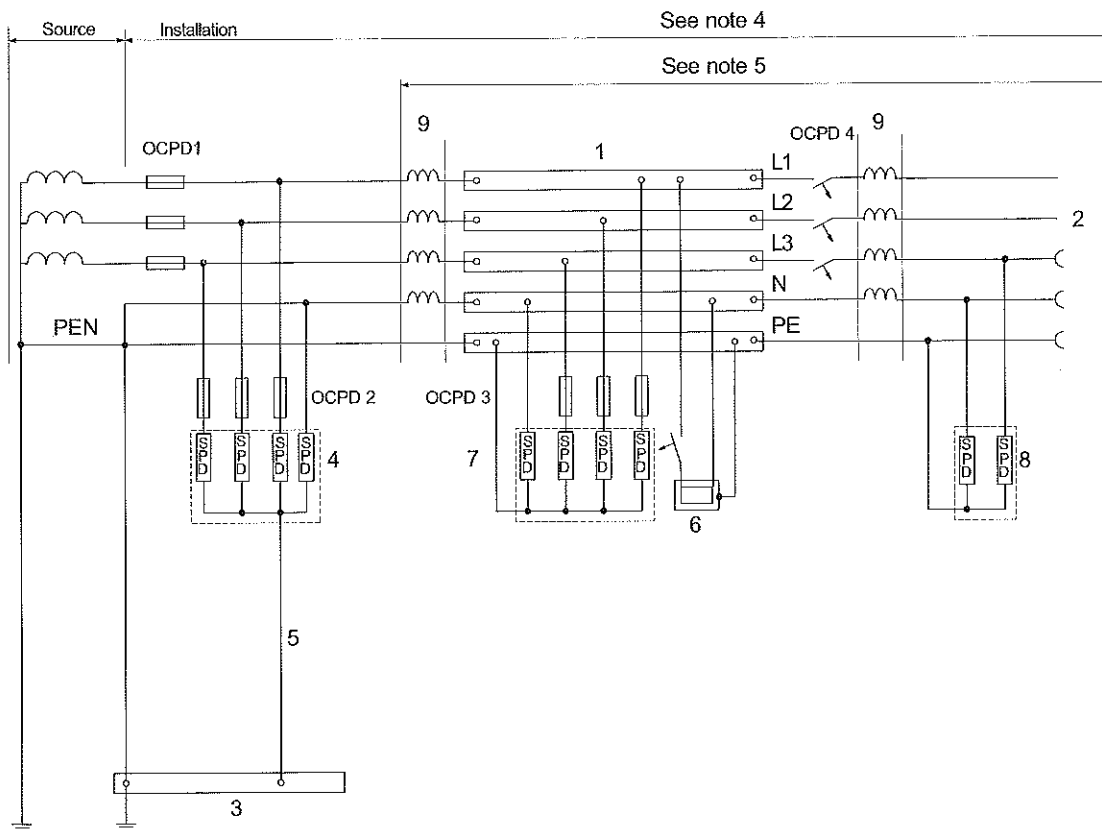 See note 4
Source
Installation
See note 5
9
OCPD 4
9
OCPD1
1
L1
L2
2
L3
N
PEN
PE
OCPD 2
OCPD 3
SPD
SPD
SPD
SPD
4
7
SPD
SPD
SPD
SPD
SPD
SPD
8
6
5
3